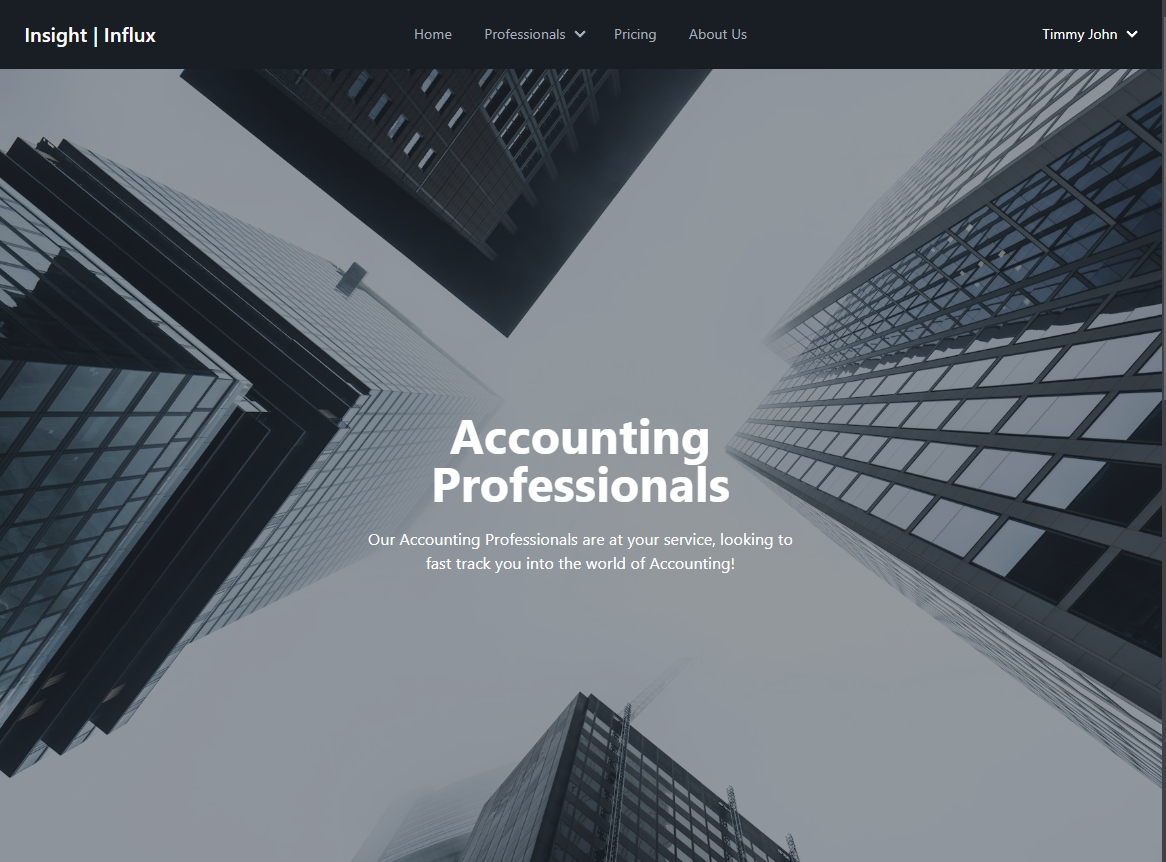 Insight | Influx
Home
Professionals
Pricing
About Us
Timmy John
Accounting
Professionals
Our Accounting Professionals are at your service, looking to
fast track you into the world of Accounting!